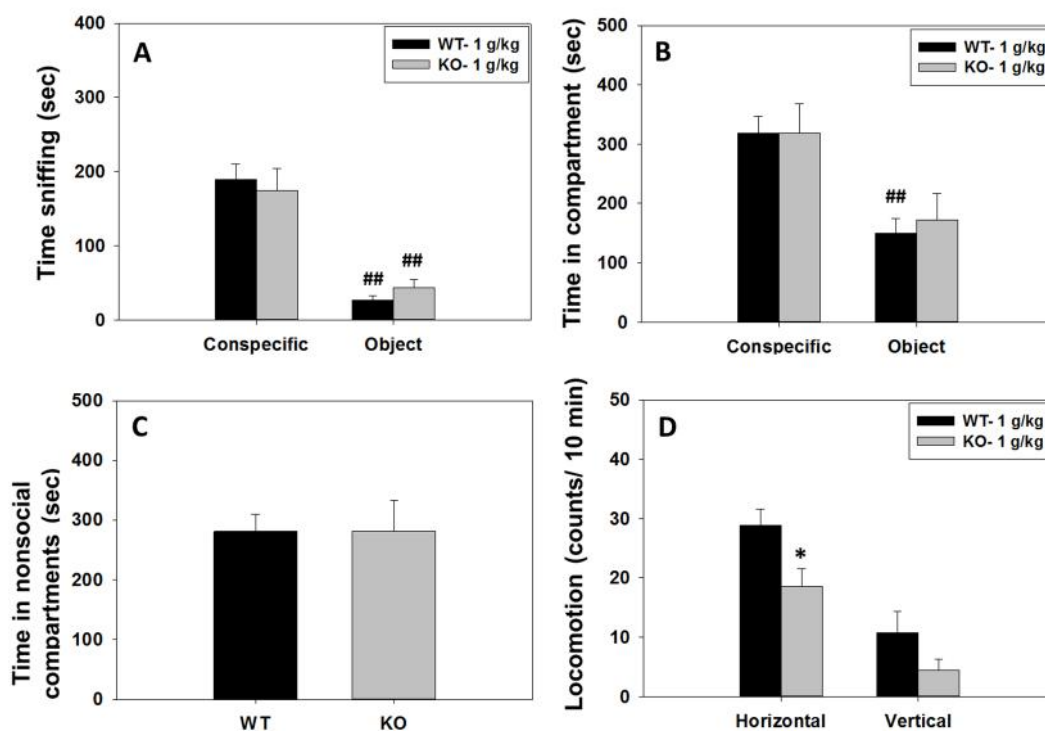 A
Time sniffing (sec)
400
300
200
100
0
WT- 1 g/kg
KO- 1 g/kg
##
##
Conspecific
Object
B
Time in compartment (sec)
500
400
300
200
100
0
WT- 1 g/kg
KO- 1 g/kg
##
Conspecific
Object
C
Time in nonsocial
compartments (sec)
500
400
300
200
100
0
WT
KO
D
Locomotion (counts/ 10 min)
50
40
30
20
10
0
WT- 1 g/kg
KO- 1 g/kg
*
Horizontal
Vertical